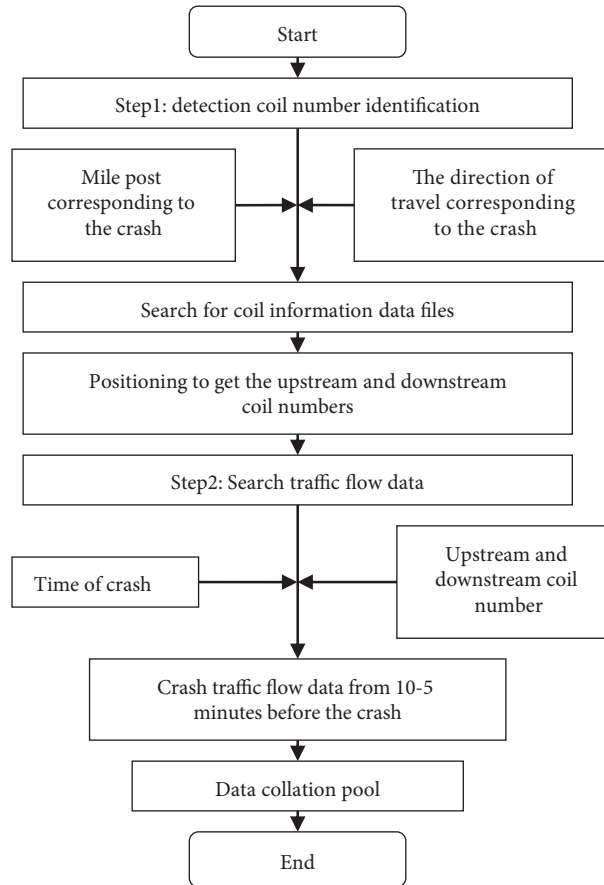 Start
Step1: detection coil number identification
Mile post
corresponding to
the crash
The direction of
travel corresponding
to the crash
Search for coil information data files
Positioning to get the upstream and downstream
coil numbers
Step2: Search traffic flow data
Time of crash
Upstream and
downstream coil
number
Crash traffic flow data from 10-5
minutes before the crash
Data collation pool
End